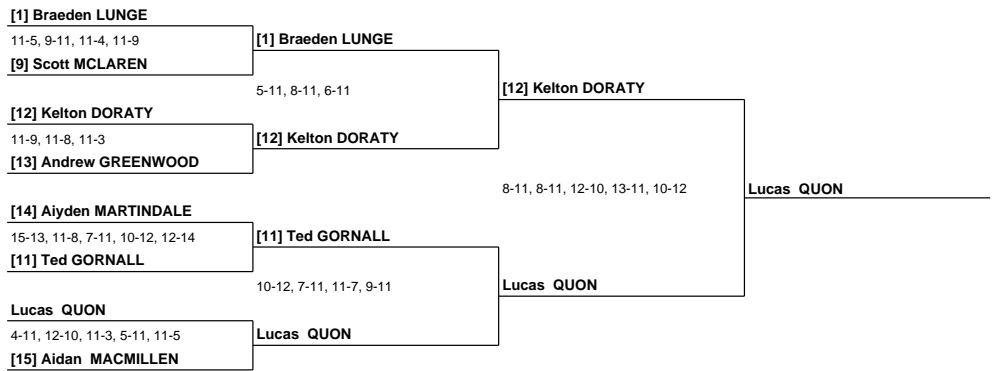 [1] Braeden LUNGE
11-5, 9-11, 11-4, 11-9
[9] Scott MCLAREN
[1] Braeden LUNGE
5-11, 8-11, 6-11
[12] Kelton DORATY
[12] Kelton DORATY
11-9, 11-8, 11-3
[13] Andrew GREENWOOD
[12] Kelton DORATY
8-11, 8-11, 12-10, 13-11, 10-12
Lucas QUON
[14] Aiyden MARTINDALE
15-13, 11-8, 7-11, 10-12, 12-14
[11] Ted GORNALL
[11] Ted GORNALL
10-12, 7-11, 11-7, 9-11
Lucas QUON
Lucas QUON
4-11, 12-10, 11-3, 5-11, 11-5
[15] Aidan MACMILLEN
Lucas QUON